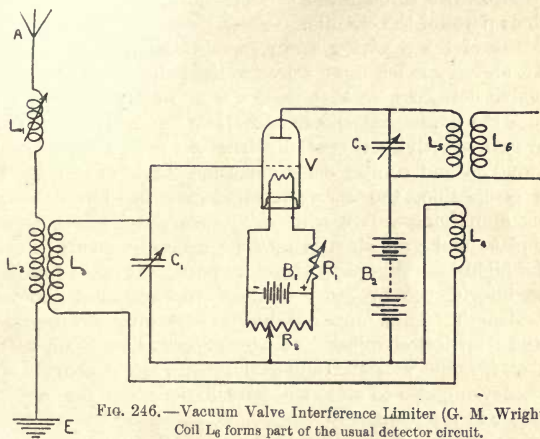 A
L₁
L₂
L₃
C₁
V
C₂
L₅
L₆
L₄
B₁
- +
R₁
B₂
R₂
E
FIG. 246.—Vacuum Valve Interference Limiter (G. M. Wright
Coil L₆ forms part of the usual detector circuit.